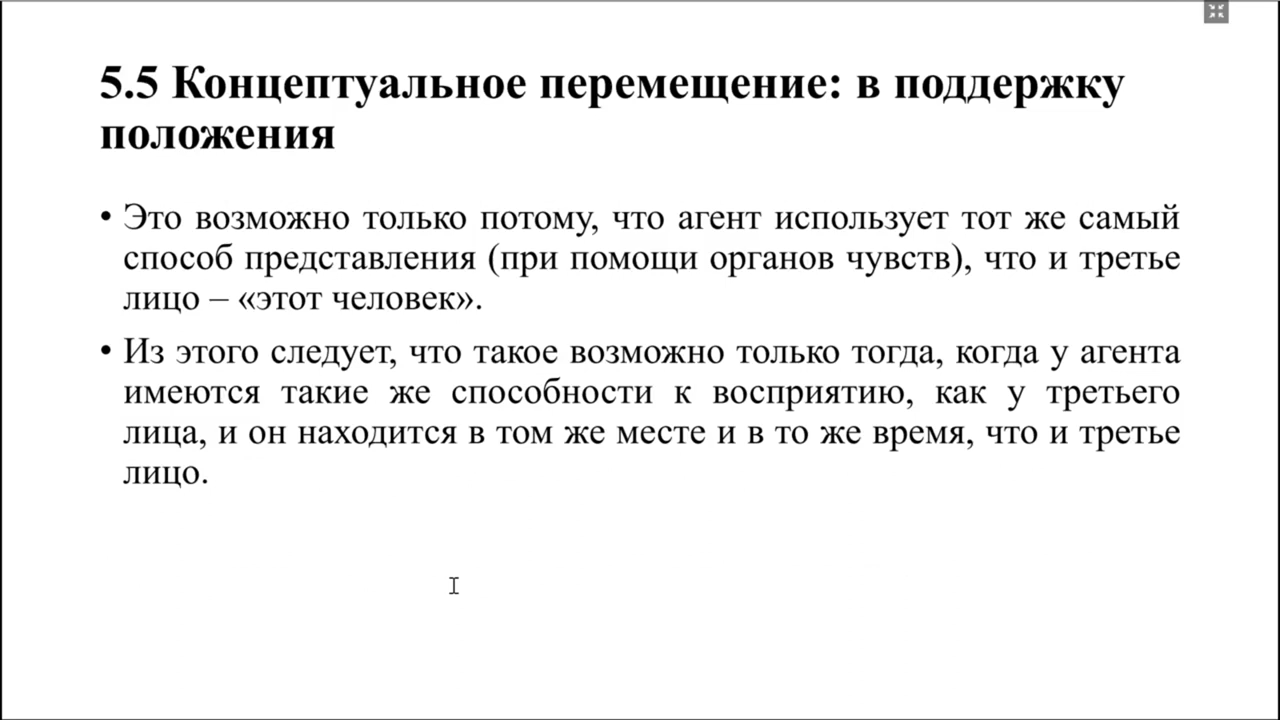 5.5 Концептуальное перемещение: в поддержку
положения
• Это возможно только потому, что агент использует тот же самый
способ представления (при помощи органов чувств), что и третье
лицо – «этот человек».
• Из этого следует, что такое возможно только тогда, когда у агента
имеются такие же способности к восприятию, как у третьего
лица, и он находится в том же месте и в то же время, что и третье
лицо.